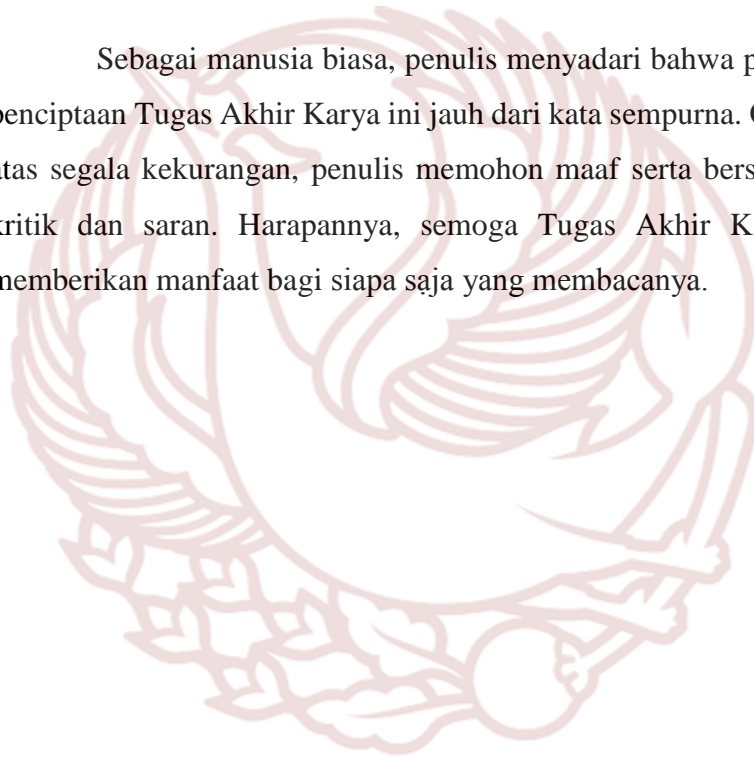 Sebagai manusia biasa, penulis menyadari bahwa
penciptaan Tugas Akhir Karya ini jauh dari kata sempurna.
atas segala kekurangan, penulis memohon maaf serta
kritik dan saran. Harapannya, semoga Tugas Akhir
memberikan manfaat bagi siapa saja yang membacanya.